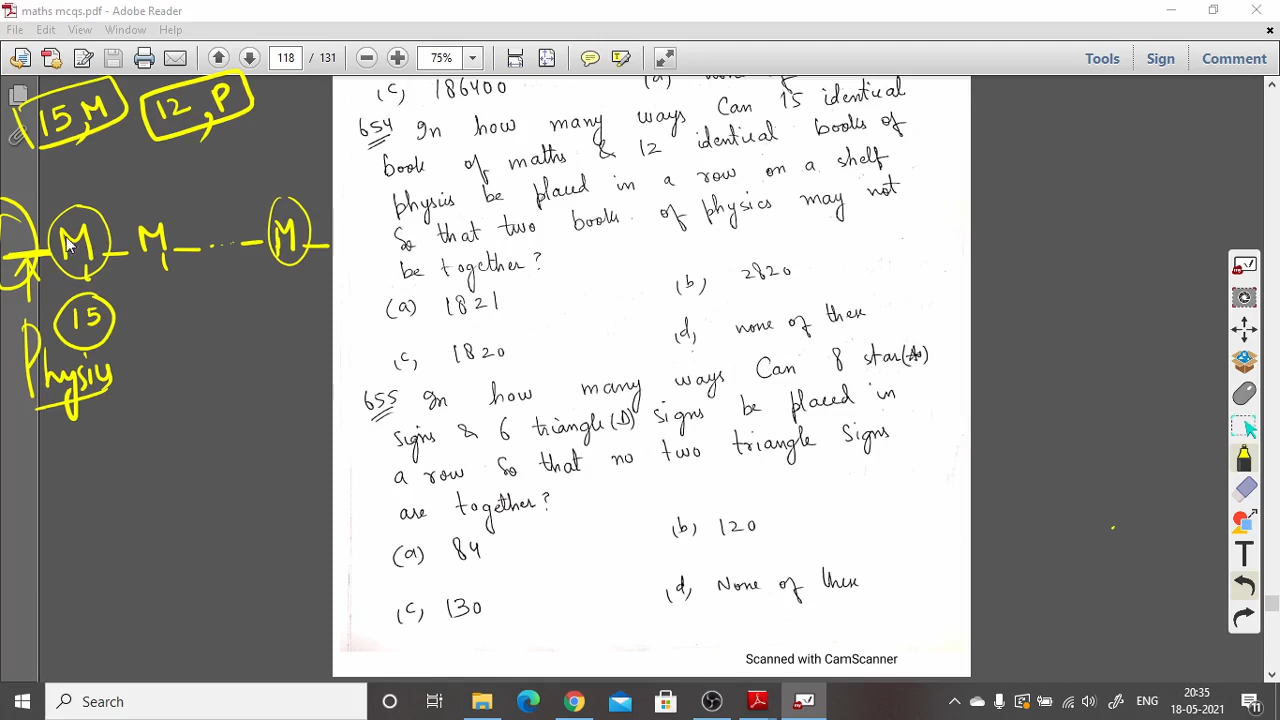 maths mcqs.pdf - Adobe Reader
File Edit View Window Help
118 / 131 75% Tools Sign Comment
15, M 12, P
(c) 186400
654 In how many ways Can 15 identical
book of maths & 12 identical books of
physis be placed in a row on a shelf
So that two books of physics may not
be together?
(a) 1821 (b) 2820
(c) 1820 (d) none of these
M M M
15
Physis
655 In how many ways Can 8 star
signs & 6 triangle (Δ) signs be placed in
a row so that no two triangle signs
are together?
(a) 84 (b) 120
(c) 130 (d) None of these
Scanned with CamScanner
Search
ENG 20:35
18-05-2021
11